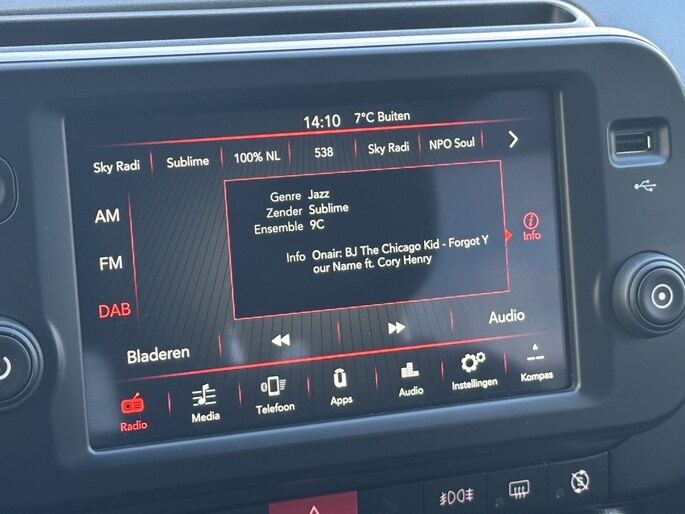 14:10 7°C Buiten
Sky Radi Sublime 100% NL 538 Sky Radi NPO Soul
AM
FM
DAB
Genre Jazz
Zender Sublime
Ensemble 9C
Info Onair: BJ The Chicago Kid - Forgot Y
our Name ft. Cory Henry
Info
Bladeren Audio
Radio Media Telefoon Apps Audio Instellingen Kompas